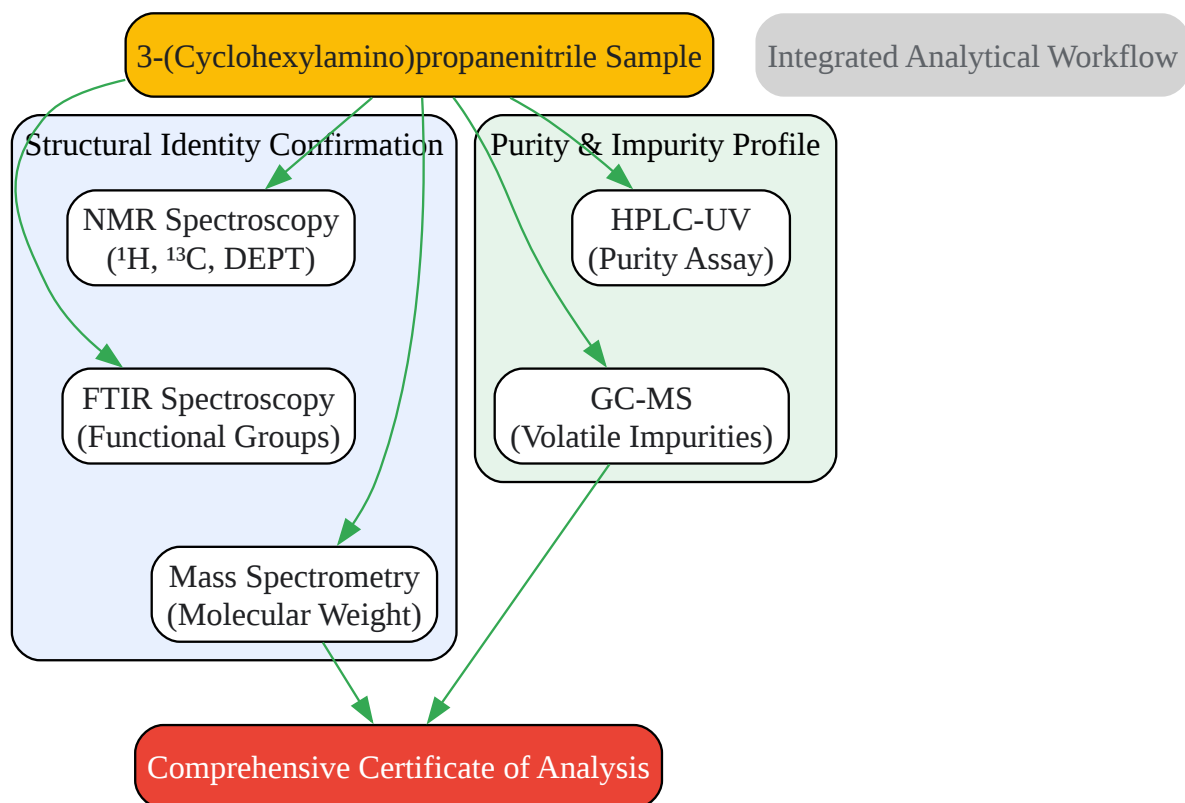 3-(Cyclohexylamino)propanenitrile Sample
Integrated Analytical Workflow
Structural Identity Confirmation
Purity & Impurity Profile
NMR Spectroscopy
(¹H, ¹³C, DEPT)
HPLC-UV
(Purity Assay)
FTIR Spectroscopy
(Functional Groups)
GC-MS
(Volatile Impurities)
Mass Spectrometry
(Molecular Weight)
Comprehensive Certificate of Analysis